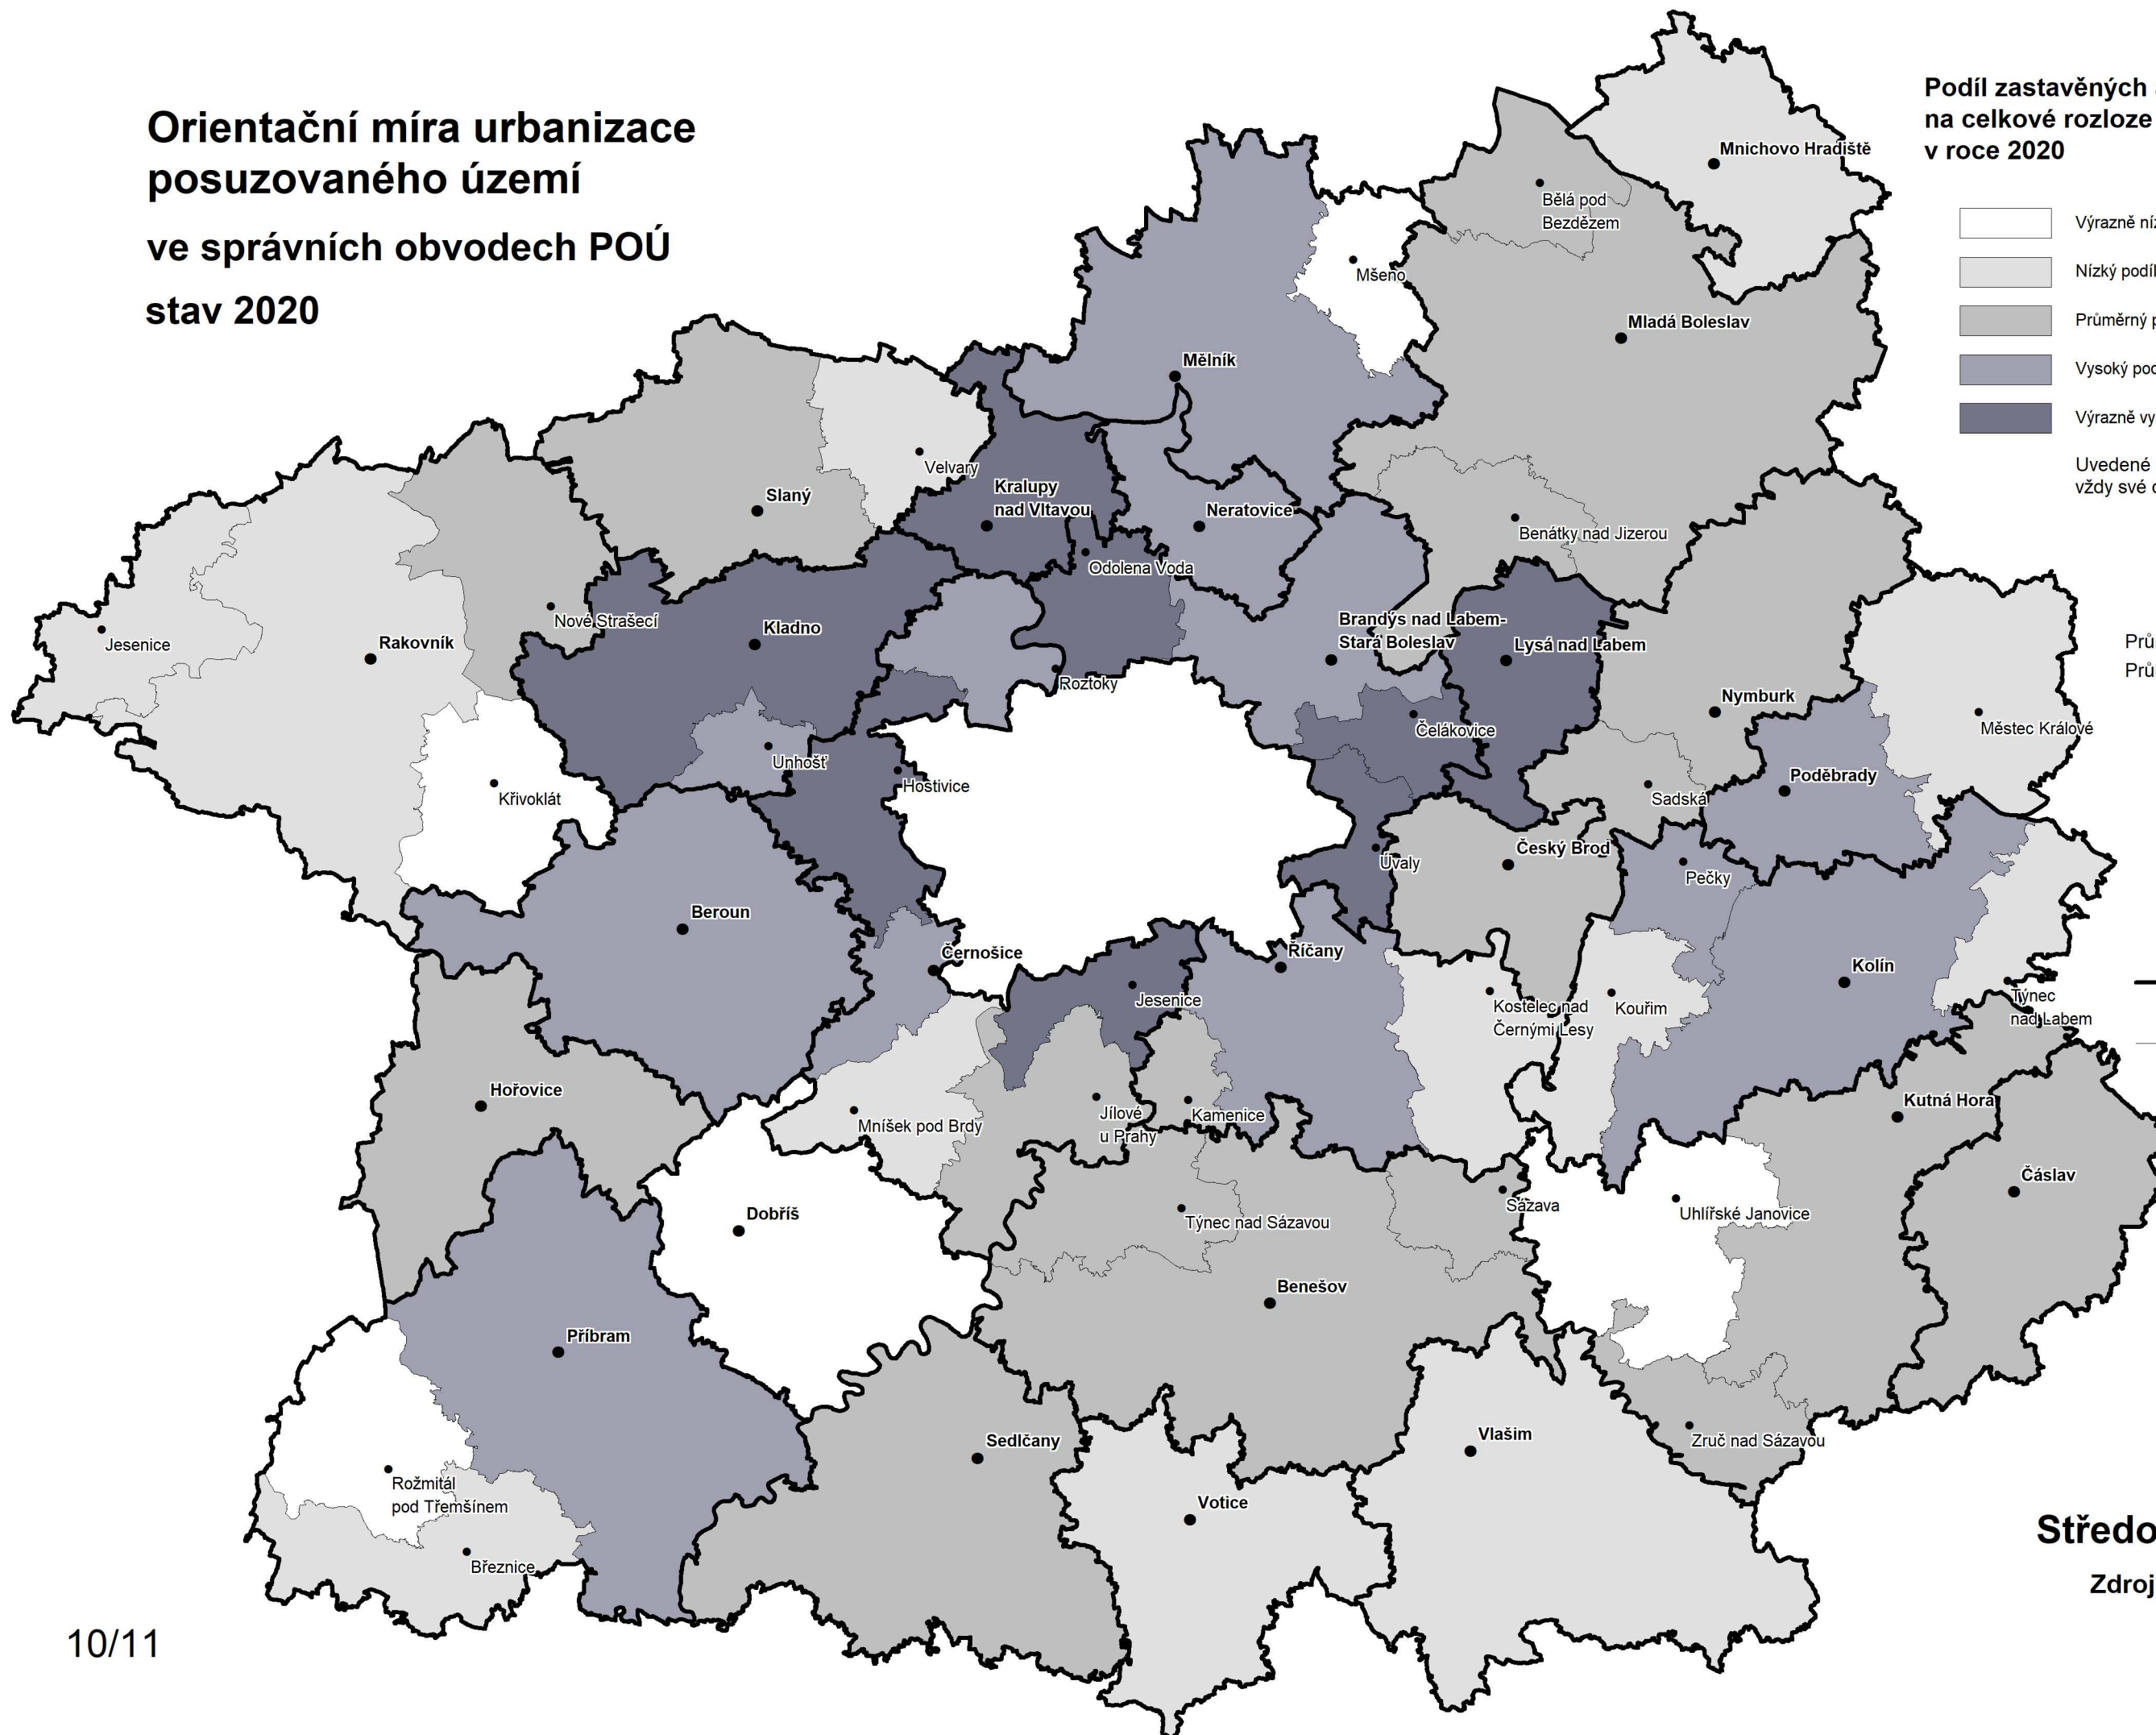 Orientační míra urbanizace
posuzovaného území
ve správních obvodech POÚ
stav 2020
Podíl zastavěných
na celkové rozloze
v roce 2020
Výrazně
Nízký podíl
Průměrný
Vysoký
Výrazně
Uvedené
vždy své
Mnichovo Hradiště
Bělá pod
Bezdězem
Mšeno
Mladá Boleslav
Mělník
Velvary
Slaný
Kralupy
nad Vltavou
Neratovice
Benátky nad Jizerou
Odolena Voda
Nové Strašecí
Kladno
Brandýs nad Labem-
Stará Boleslav
Lysá nad Labem
Jesenice
Rakovník
Roztoky
Nymburk
Čelákovice
Městec Králové
Unhošť
Hostivice
Poděbrady
Křivoklát
Sadská
Český Brod
Úvaly
Pečky
Beroun
Černošice
Říčany
Kolín
Jesenice
Kostelec nad
Černými Lesy
Kouřim
Týnec
nad Labem
Hořovice
Mníšek pod Brdy
Jílové
u Prahy
Kamenice
Kutná Hora
Čáslav
Sázava
Dobříš
Týnec nad Sázavou
Uhlířské Janovice
Benešov
Příbram
Sedlčany
Vlašim
Zruč nad Sázavou
Rožmitál
pod Třemšínem
Votice
Březnice
Zdroj
10/11